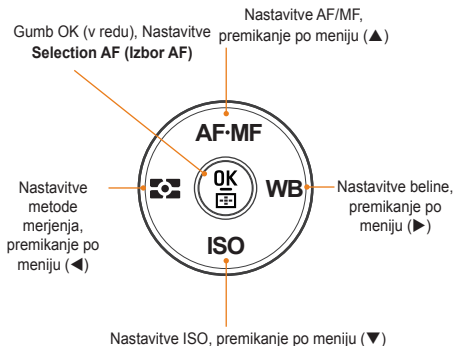 Nastavitve AF/MF,
premikanje po meniju (▲)
Gumb OK (v redu), Nastavitve
Selection AF (Izbor AF)
AF·MF
OK
WB
ISO
Nastavitve
metode
merjenja,
premikanje po
meniju (◀)
Nastavitve beline,
premikanje po
meniju (▶)
Nastavitve ISO, premikanje po meniju (▼)